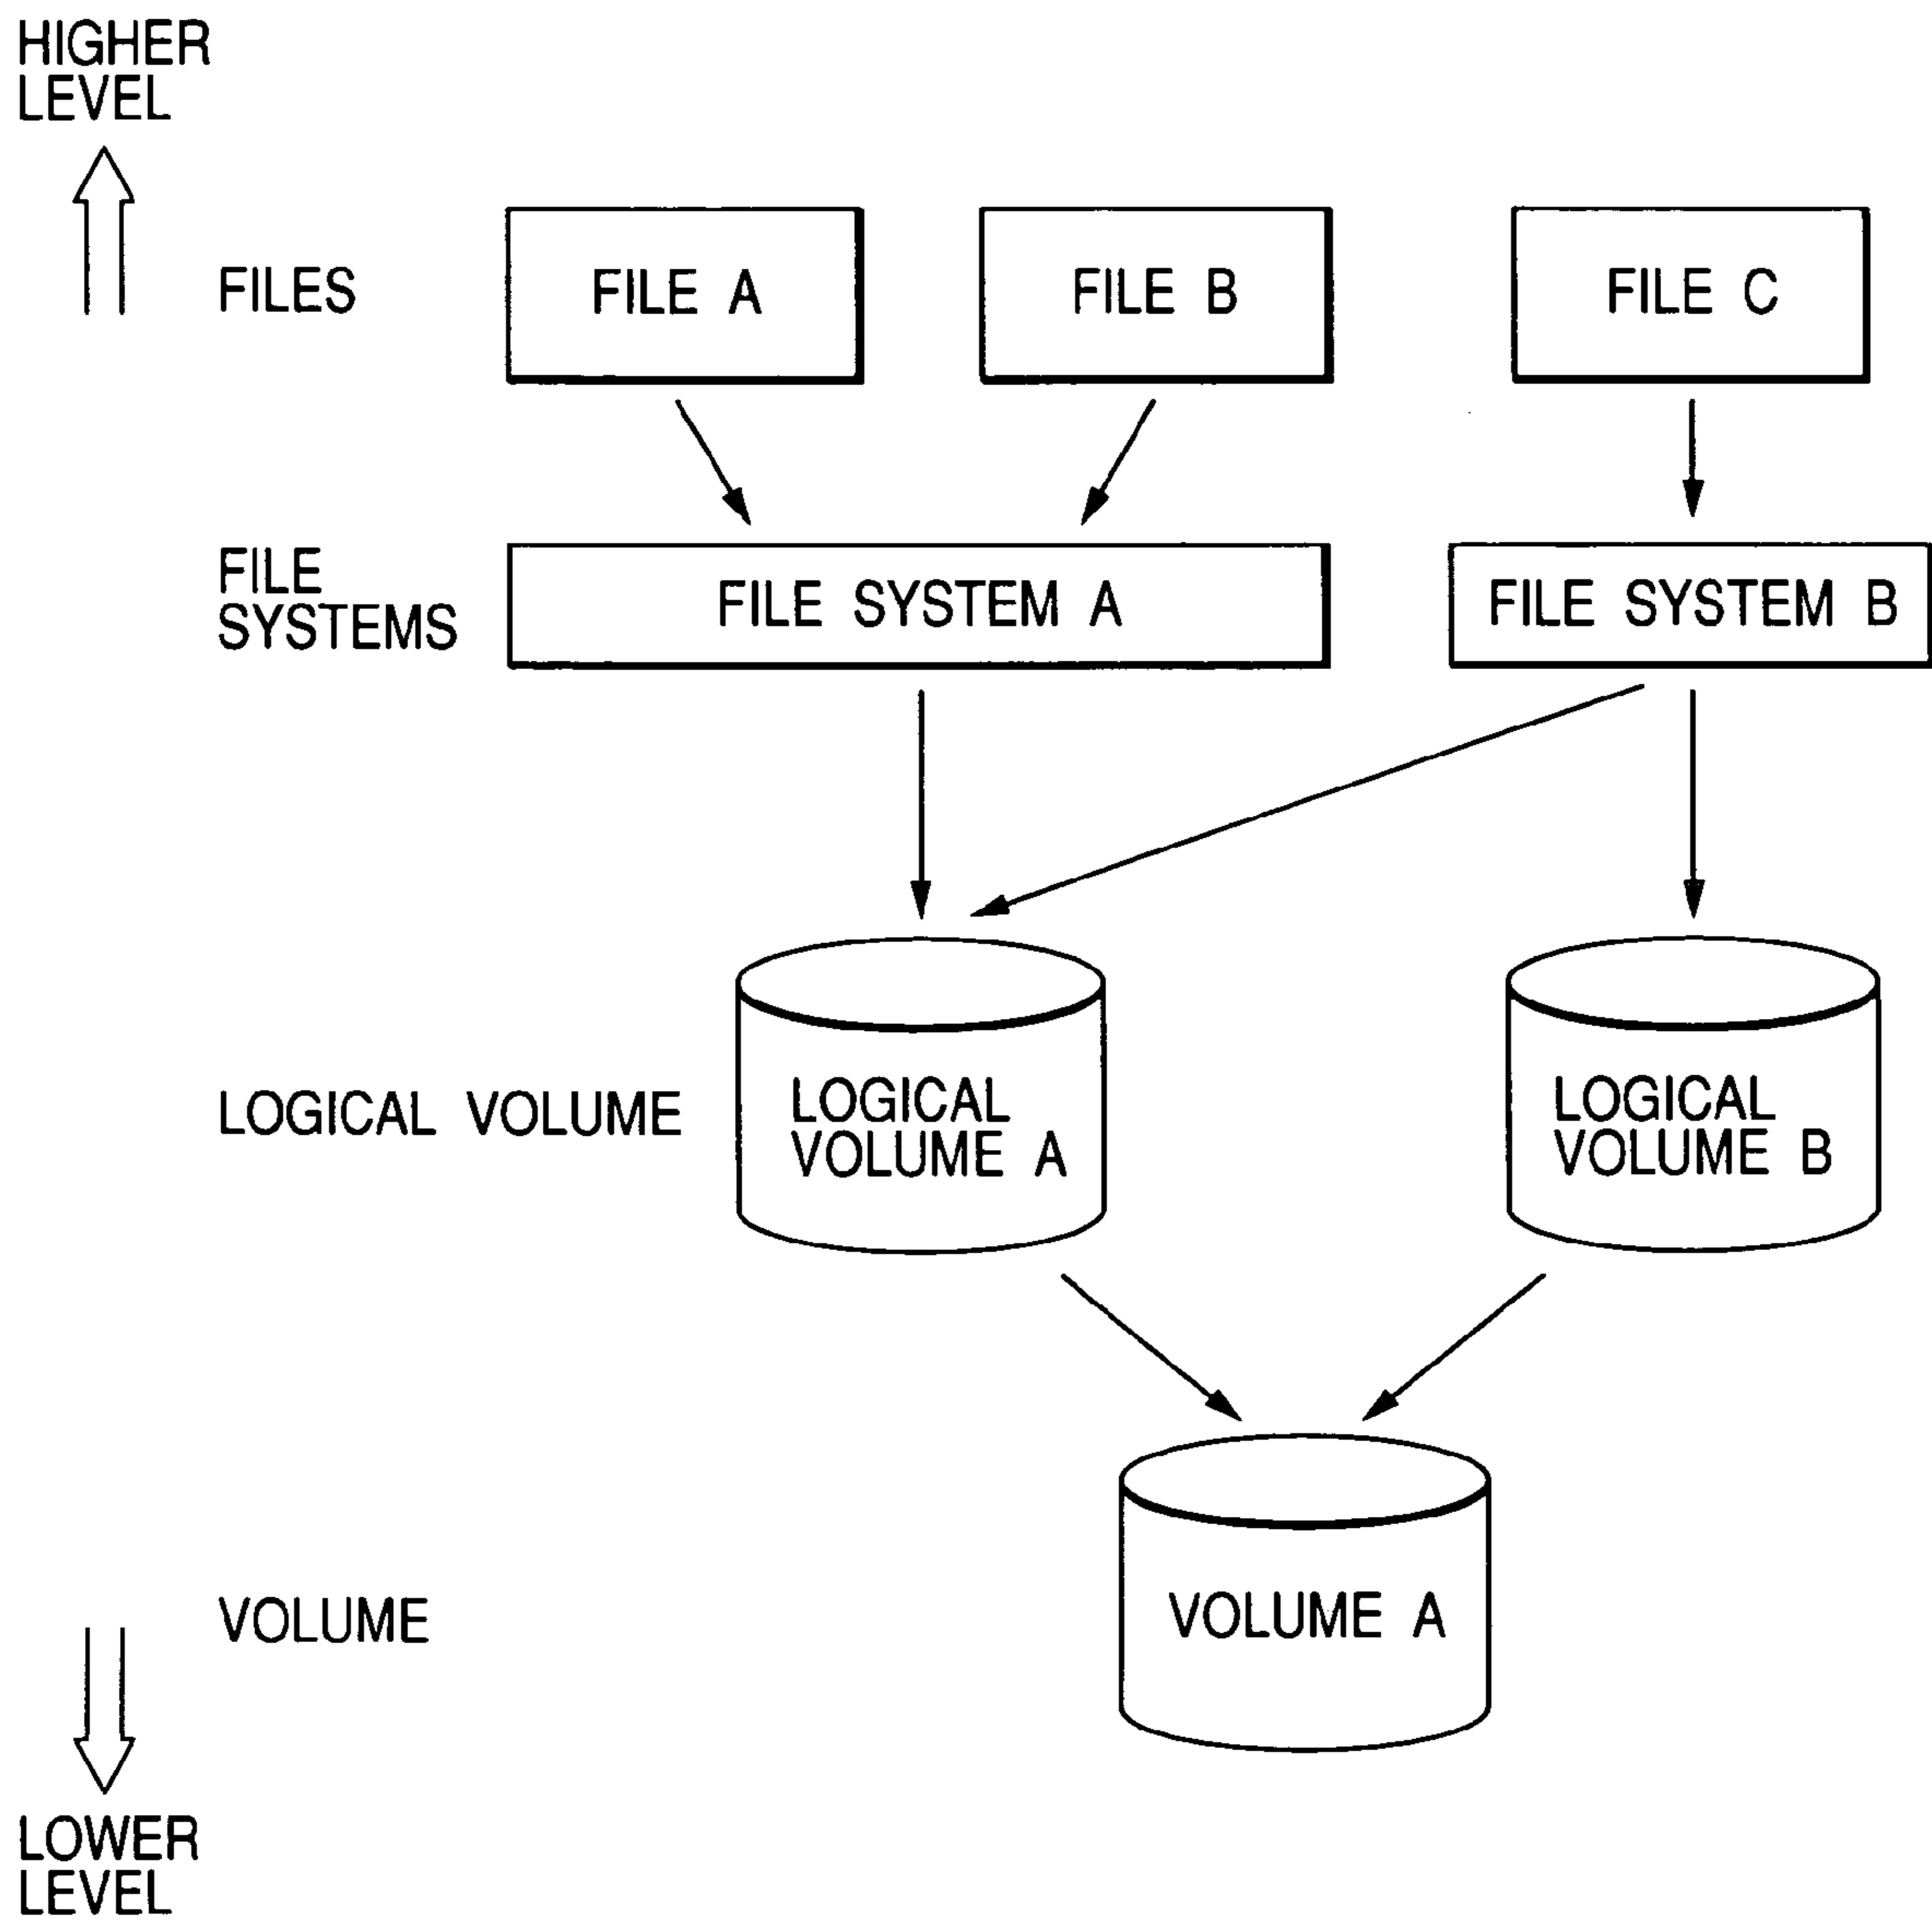 HIGHER
LEVEL
FILES
FILE A
FILE B
FILE C
FILE
SYSTEMS
FILE SYSTEM A
FILE SYSTEM B
LOGICAL VOLUME
LOGICAL
VOLUME A
LOGICAL
VOLUME B
VOLUME
VOLUME A
LOWER
LEVEL